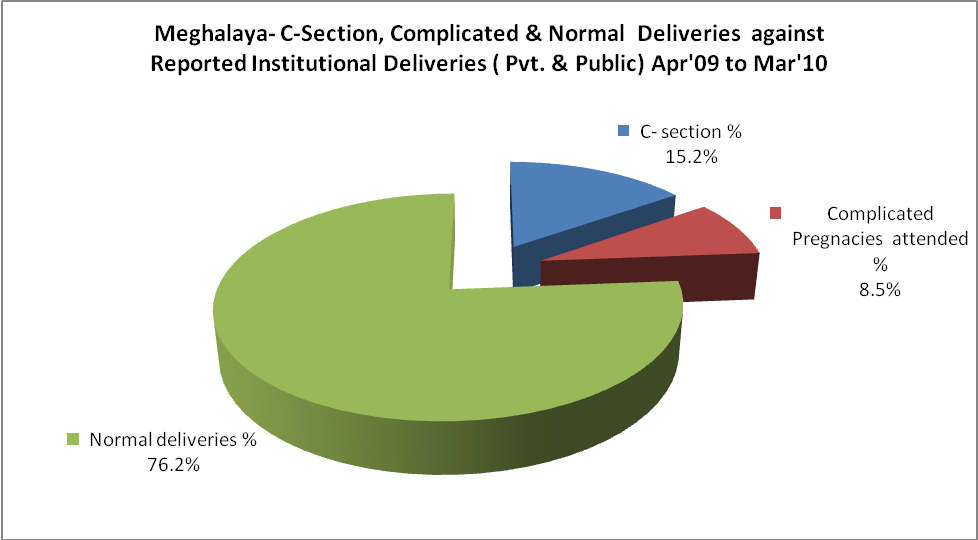 Meghalaya- C-Section, Complicated & Normal Deliveries against
Reported Institutional Deliveries ( Pvt. & Public) Apr'09 to Mar'10
C- section %
15.2%
Complicated
Pregnacies attended
%
8.5%
Normal deliveries %
76.2%